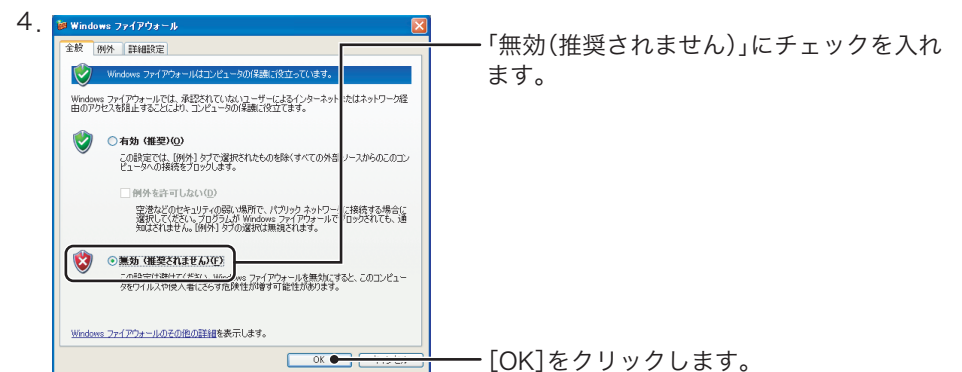 4.
Windows ファイアウォール
全般 例外 詳細設定
Windows ファイアウォールはコンピュータの保護に役立っています。
Windows ファイアウォールでは、承認されていないユーザーによるインターネットたはネットワーク経
由のアクセスを阻止することにより、コンピュータの保護に役立てます。
有効 (推奨)(O)
この設定では、[例外] タブで選択されたものを除くすべての外部ソースからのこのコン
ピュータへの接続をブロックします。
例外を許可しない(D)
空港などのセキュリティの弱い場所で、パブリック ネットワークに接続する場合に
選択してください。プログラムが Windows ファイアウォールでブロックされても、通
知はされません。[例外] タブの選択は無視されます。
無効 (推奨されません)(F)
この設定は避けてください。Windows ファイアウォールを無効にすると、このコンピュー
タをウイルスや侵入者にさらす危険性が増す可能性があります。
Windows ファイアウォールのその他の詳細を表示します。
OK
「無効(推奨されません)」にチェックを入れ
ます。
[OK]をクリックします。